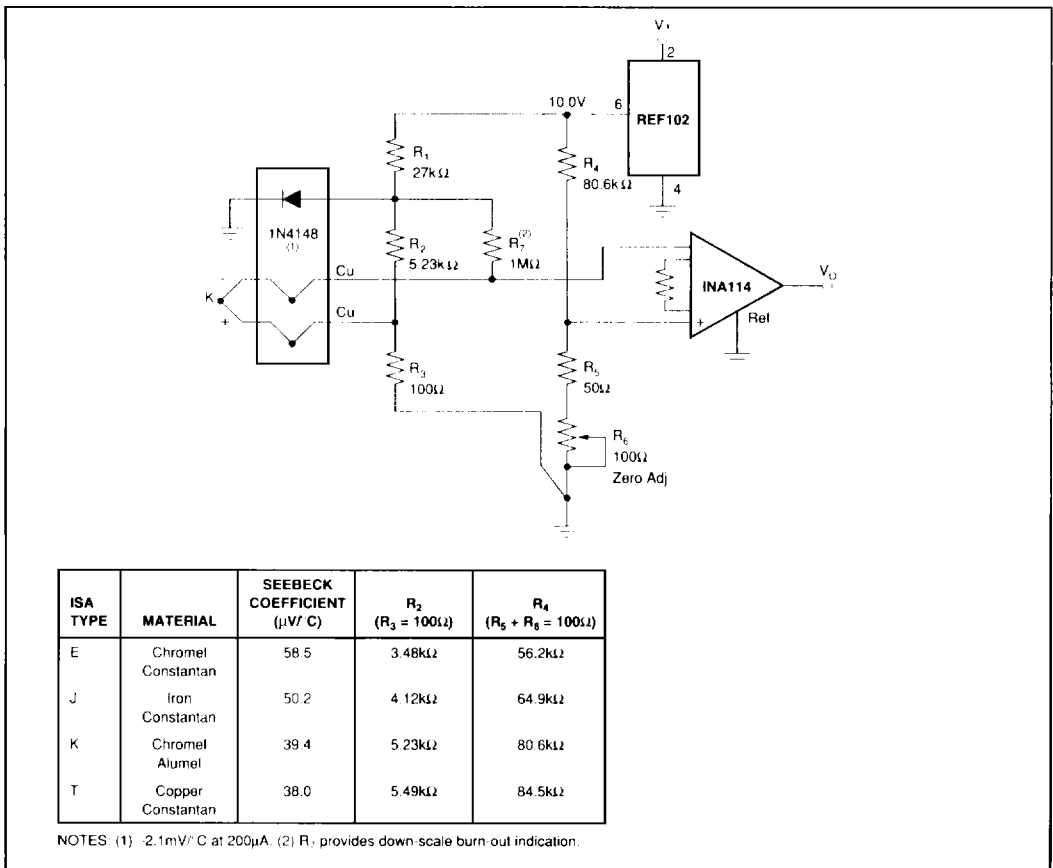 V+
2
10.0V
6
REF102
R1
27kΩ
R4
80.6kΩ
4
1N4148
(1)
R2
5.23kΩ
R7(2)
1MΩ
Cu
-
K
Cu
+
INA114
VO
+
Ref
R3
100Ω
R5
50Ω
R6
100Ω
Zero Adj
ISA TYPE
MATERIAL
SEEBECK COEFFICIENT (μV/°C)
R2 (R3 = 100Ω)
R4 (R5 + R6 = 100Ω)
E Chromel Constantan 58.5 3.48kΩ 56.2kΩ
J Iron Constantan 50.2 4.12kΩ 64.9kΩ
K Chromel Alumel 39.4 5.23kΩ 80.6kΩ
T Copper Constantan 38.0 5.49kΩ 84.5kΩ
NOTES: (1) -2.1mV/°C at 200μA. (2) R7 provides down-scale burn-out indication.